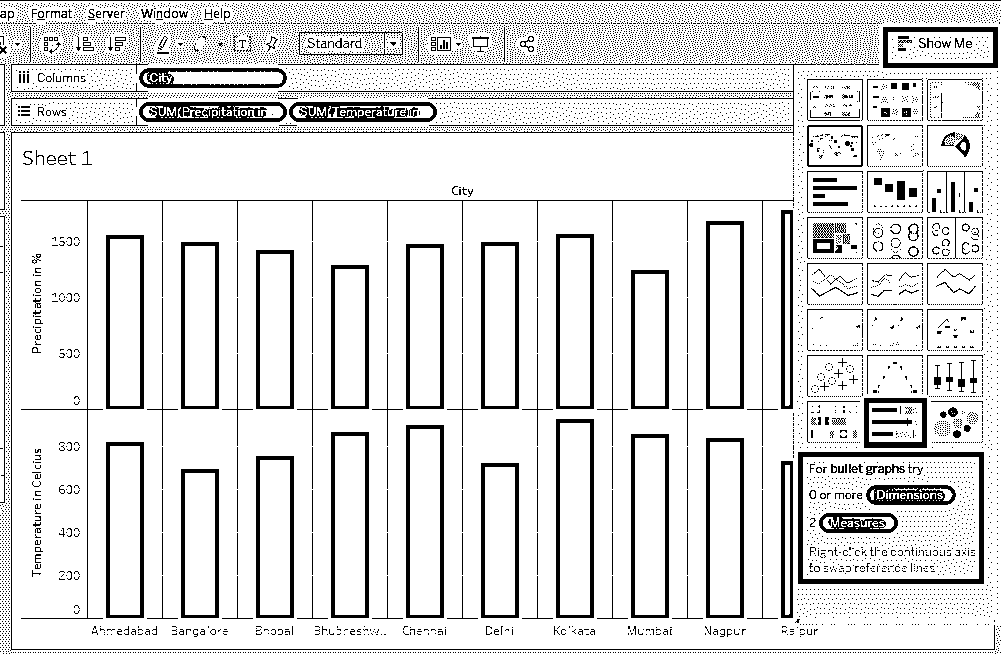 ap Format Server Window Help
Standard
Show Me
Columns City
Rows SUM(Precipitation in .. SUM(Temperature in ..
Sheet 1
City
1500
1000
500
0
Precipitation in %
800
600
400
200
0
Temperature in Celcius
Ahmedabad Bangalore Bhopal Bhubneshw.. Chennai Delhi Kolkata Mumbai Nagpur Raipur
For bullet graphs try
0 or more Dimensions
2 Measures
Right-click the continuous axis
to swap reference lines